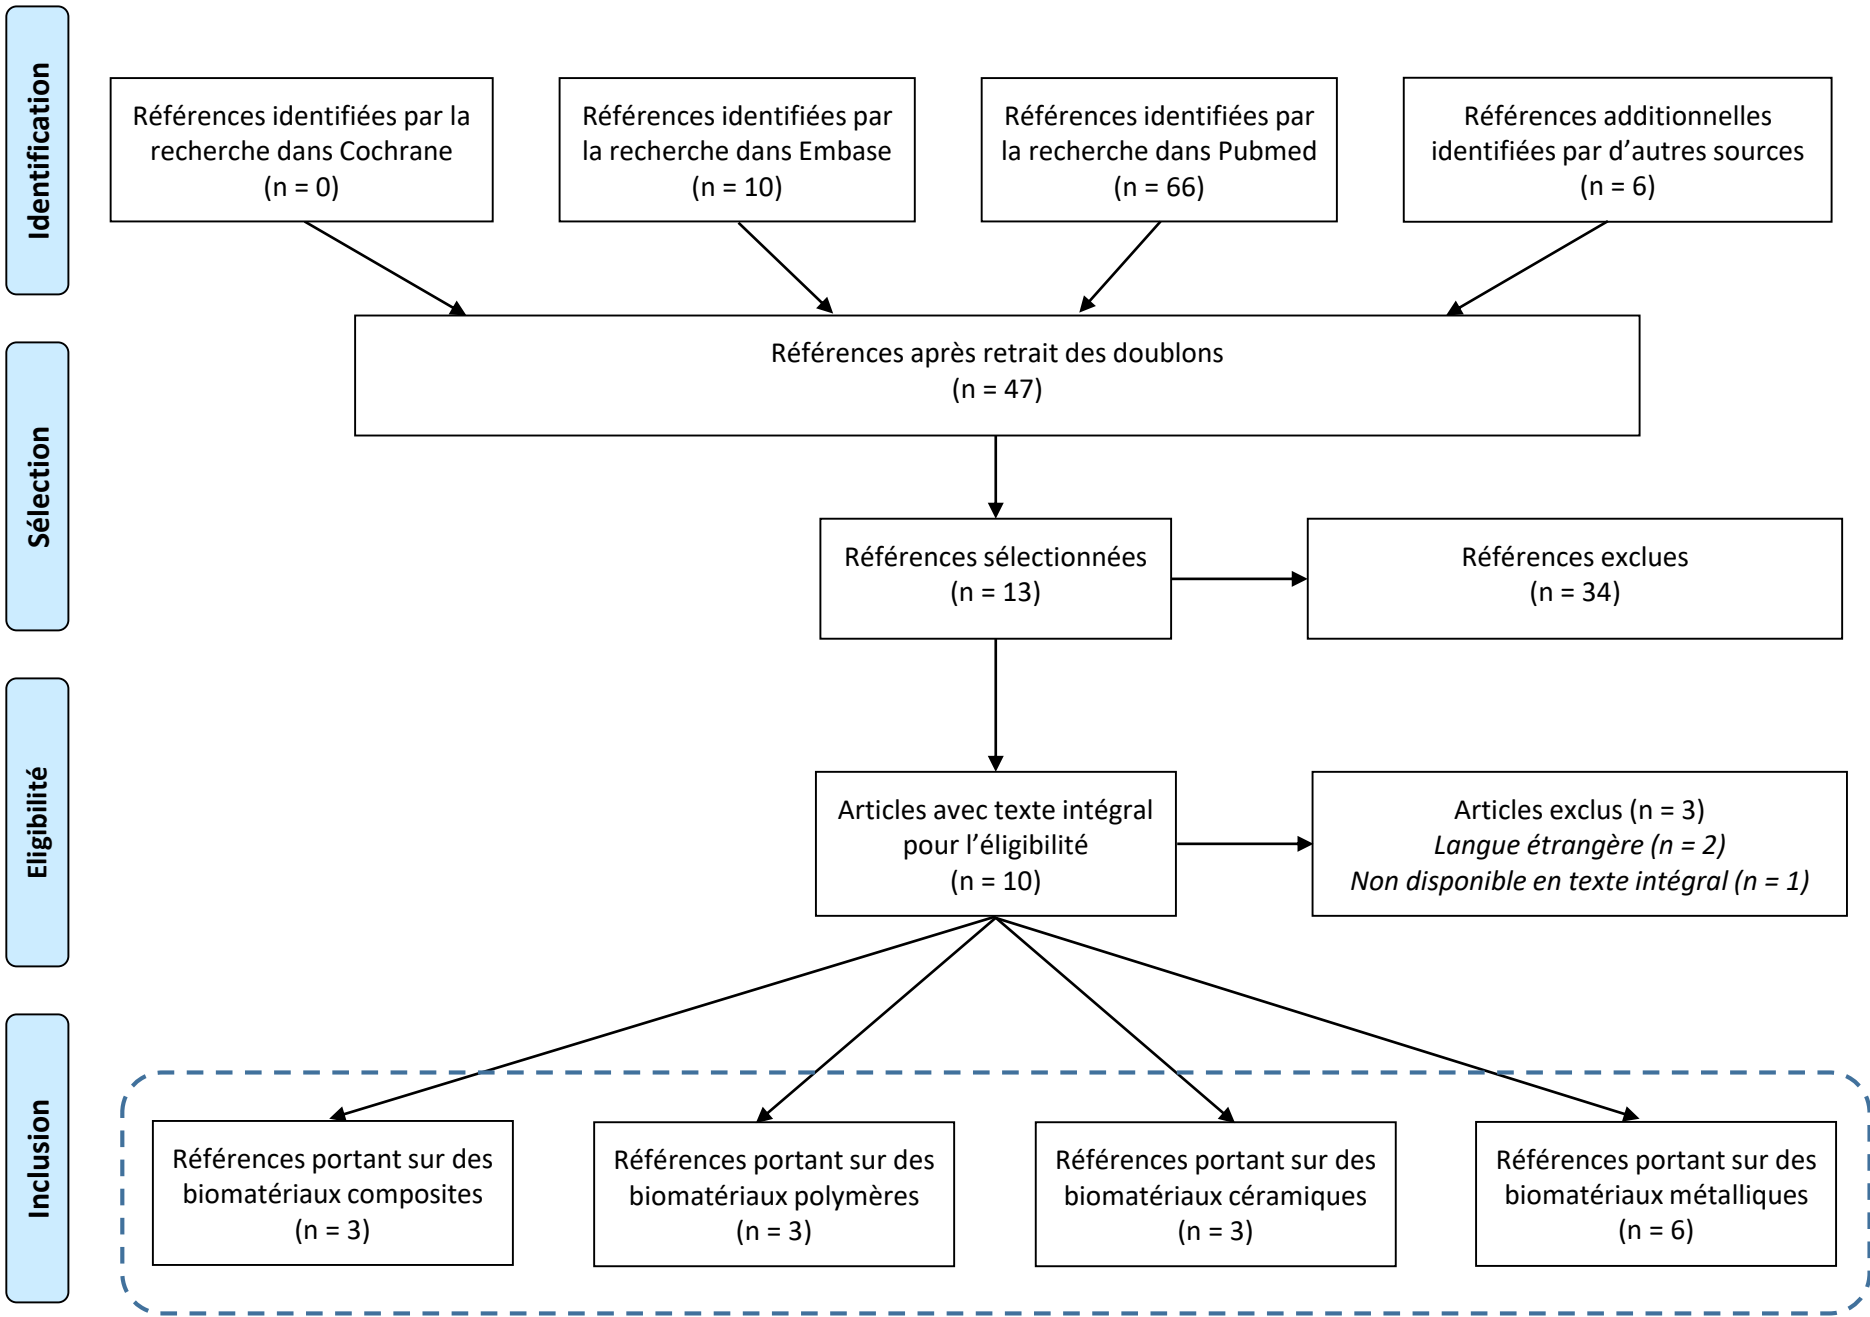 Identification
Références identifiées par la
recherche dans Cochrane
(n = 0)
Références identifiées par
la recherche dans Embase
(n = 10)
Références identifiées par
la recherche dans Pubmed
(n = 66)
Références additionnelles
identifiées par d’autres sources
(n = 6)
Références après retrait des doublons
(n = 47)
Sélection
Références sélectionnées
(n = 13)
Références exclues
(n = 34)
Eligibilité
Articles avec texte intégral
pour l’éligibilité
(n = 10)
Articles exclus (n = 3)
Langue étrangère (n = 2)
Non disponible en texte intégral (n = 1)
Inclusion
Références portant sur des
biomatériaux composites
(n = 3)
Références portant sur des
biomatériaux polymères
(n = 3)
Références portant sur des
biomatériaux céramiques
(n = 3)
Références portant sur des
biomatériaux métalliques
(n = 6)